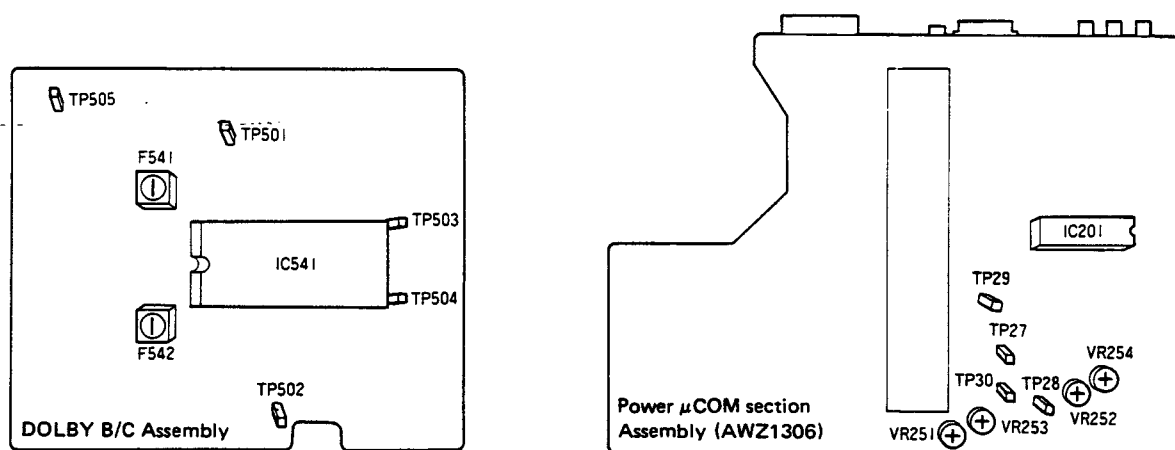 TP505
TP501
F541
TP503
IC541
TP504
F542
TP502
DOLBY B/C Assembly
IC201
TP29
TP27
VR254
TP30
TP28
VR252
VR253
VR251
Power μCOM section
Assembly (AWZ1306)